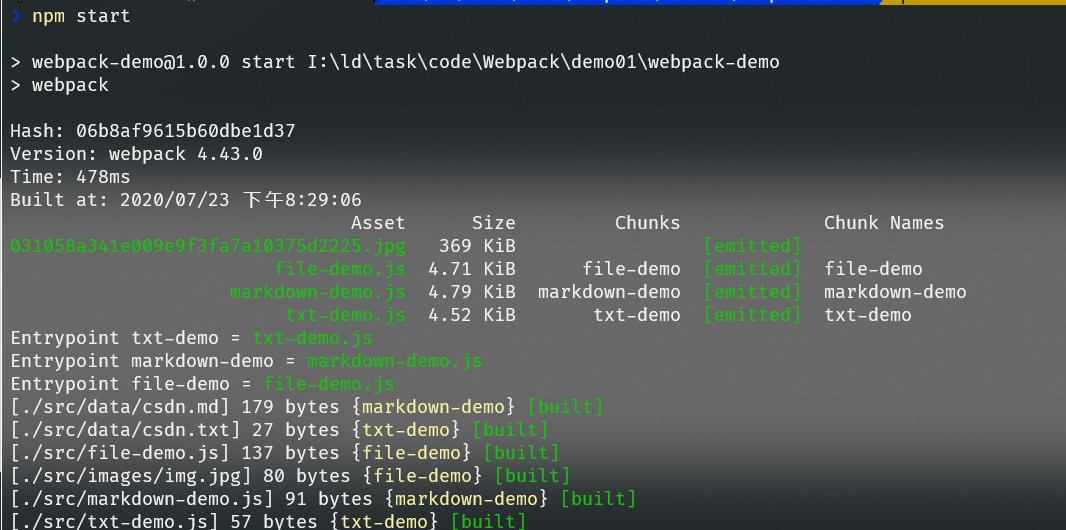 ❯ npm start
> webpack-demo@1.0.0 start I:\ld\task\code\Webpack\demo01\webpack-demo
> webpack
Hash: 06b8af9615b60dbe1d37
Version: webpack 4.43.0
Time: 478ms
Built at: 2020/07/23 下午8:29:06
Asset Size Chunks Chunk Names
031058a341e009e9f3fa7a10375d2225.jpg 369 KiB [emitted]
file-demo.js 4.71 KiB file-demo [emitted] file-demo
markdown-demo.js 4.79 KiB markdown-demo [emitted] markdown-demo
txt-demo.js 4.52 KiB txt-demo [emitted] txt-demo
Entrypoint txt-demo = txt-demo.js
Entrypoint markdown-demo = markdown-demo.js
Entrypoint file-demo = file-demo.js
[./src/data/csdn.md] 179 bytes {markdown-demo} [built]
[./src/data/csdn.txt] 27 bytes {txt-demo} [built]
[./src/file-demo.js] 137 bytes {file-demo} [built]
[./src/images/img.jpg] 80 bytes {file-demo} [built]
[./src/markdown-demo.js] 91 bytes {markdown-demo} [built]
[./src/txt-demo.js] 57 bytes {txt-demo} [built]